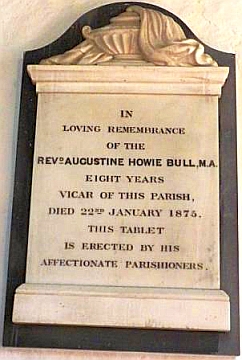 IN
LOVING REMEMBRANCE
OF THE
REVD AUGUSTINE HOWIE BULL, M.A.
EIGHT YEARS
VICAR OF THIS PARISH,
DIED 22ND JANUARY 1875.
THIS TABLET
IS ERECTED BY HIS
AFFECTIONATE PARISHIONERS.